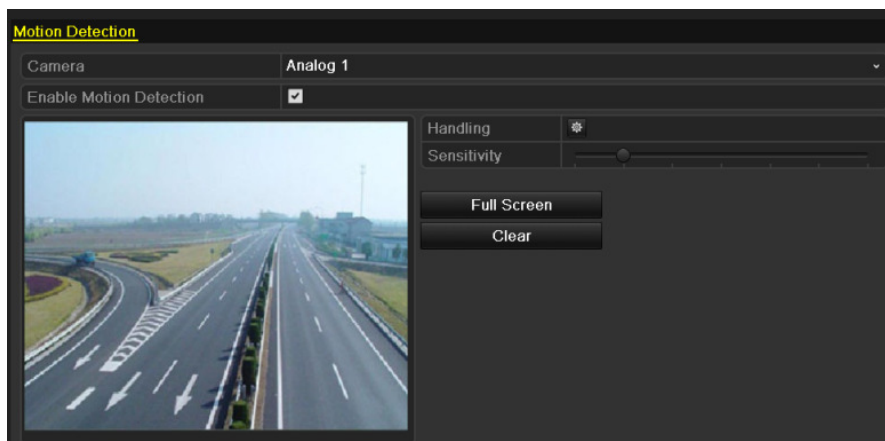 Motion Detection
Camera Analog 1
Enable Motion Detection
Handling
Sensitivity
Full Screen
Clear